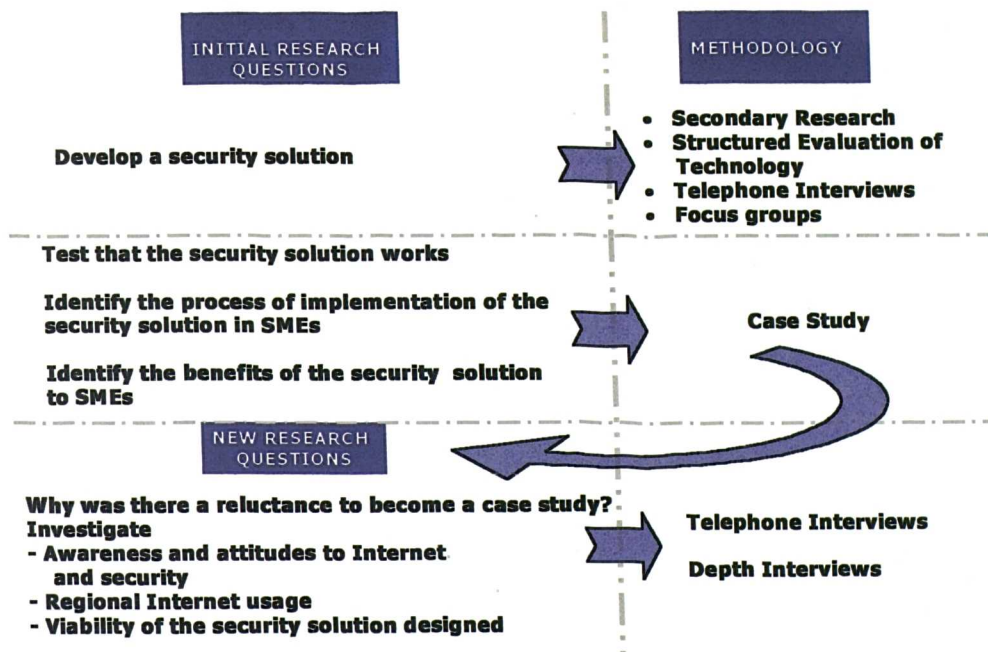 INITIAL RESEARCH
QUESTIONS
METHODOLOGY
Develop a security solution
• Secondary Research
• Structured Evaluation of
Technology
• Telephone Interviews
• Focus groups
Test that the security solution works
Identify the process of implementation of the
security solution in SMEs
Identify the benefits of the security solution
to SMEs
Case Study
NEW RESEARCH
QUESTIONS
Why was there a reluctance to become a case study?
Investigate
- Awareness and attitudes to Internet
and security
- Regional Internet usage
- Viability of the security solution designed
Telephone Interviews
Depth Interviews